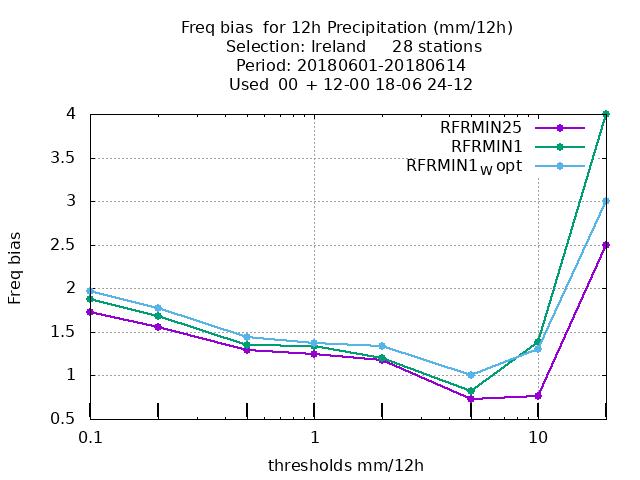 Freq bias  for 12h Precipitation (mm/12h)
Selection: Ireland     28 stations
Period: 20180601-20180614
Used  00 + 12-00 18-06 24-12
RFRMIN25
RFRMIN1
RFRMIN1W opt
4
3.5
3
2.5
2
1.5
1
0.5
Freq bias
0.1 1 10
thresholds mm/12h